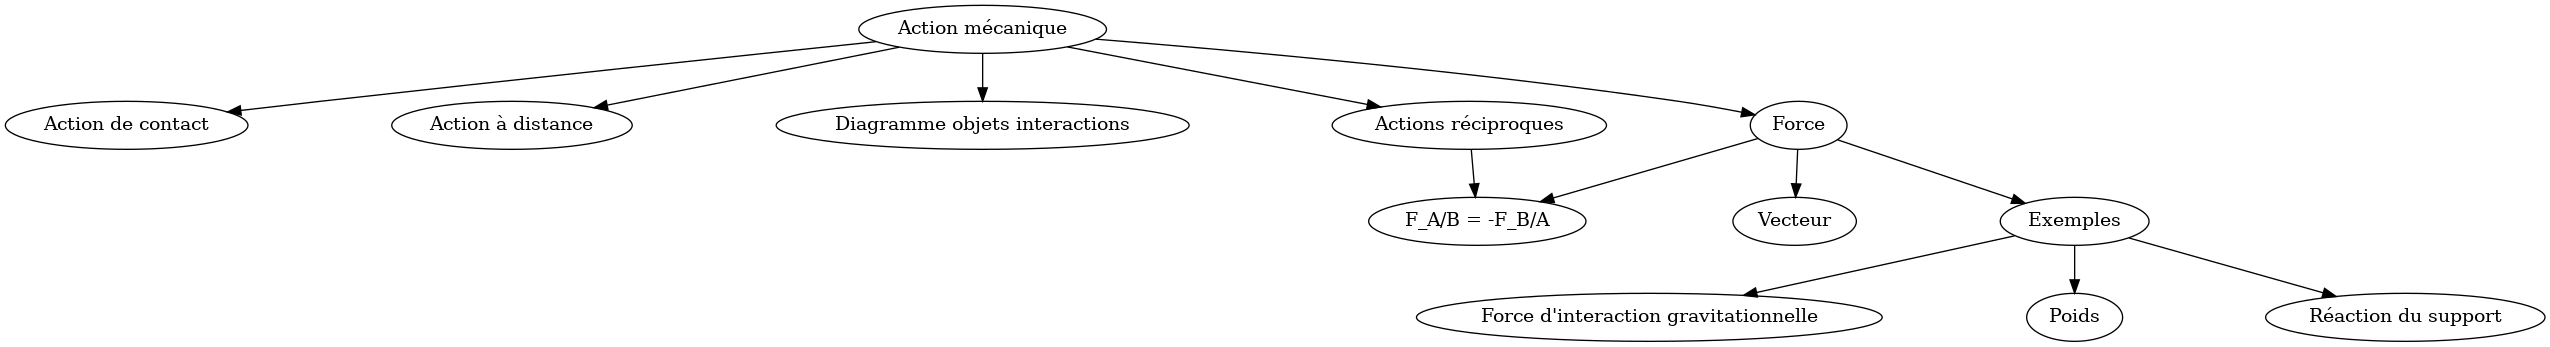 Action mécanique
Action de contact
Action à distance
Diagramme objets interactions
Actions réciproques
Force
F_A/B = -F_B/A
Vecteur
Exemples
Force d'interaction gravitationnelle
Poids
Réaction du support